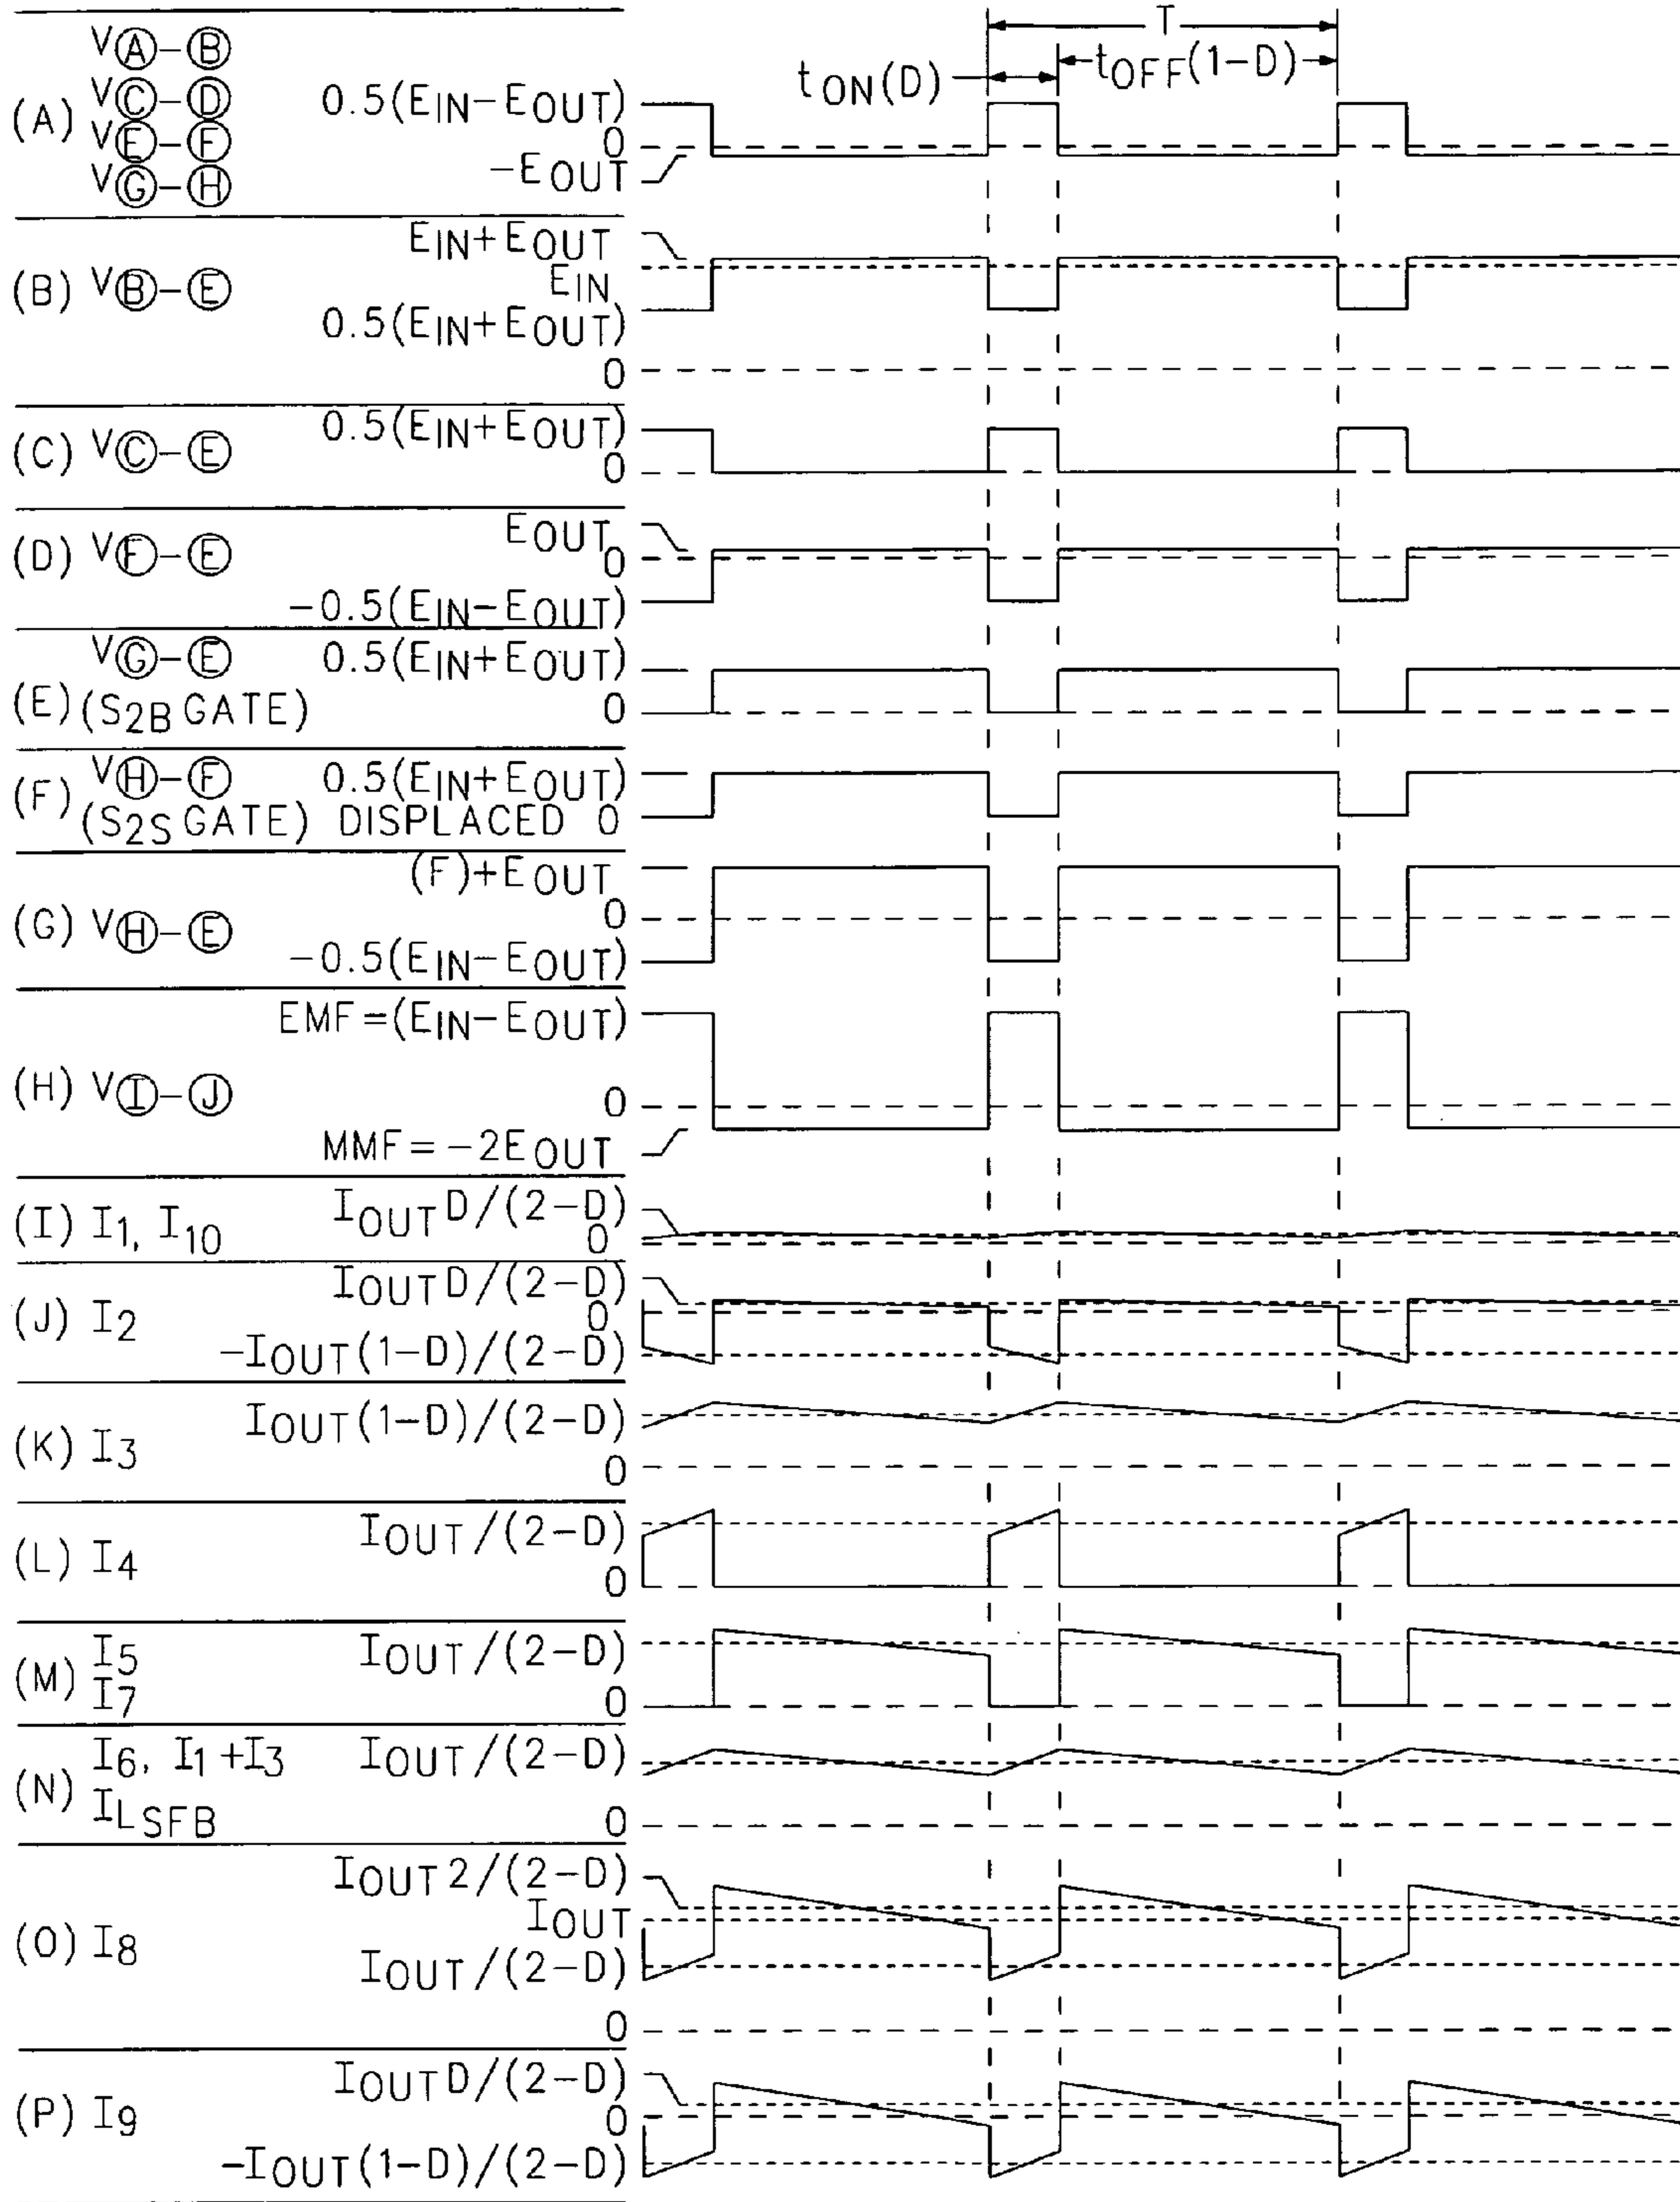 T
tON(D)
tOFF(1-D)
(A) VⒶ-Ⓑ
VⒸ-Ⓓ
VⒺ-Ⓕ
VⒼ-Ⓗ
0.5(EIN-EOUT)
0
-EOUT
(B) VⒷ-Ⓔ
EIN+EOUT
EIN
0.5(EIN+EOUT)
0
(C) VⒸ-Ⓔ
0.5(EIN+EOUT)
0
(D) VⒻ-Ⓔ
EOUT
0
-0.5(EIN-EOUT)
VⒼ-Ⓔ 0.5(EIN+EOUT)
(E) (S2B GATE) 0
VⒽ-Ⓕ 0.5(EIN+EOUT)
(F) (S2S GATE) DISPLACED 0
(F)+EOUT
0
(G) VⒽ-Ⓔ
-0.5(EIN-EOUT)
EMF=(EIN-EOUT)
(H) VⒾ-Ⓙ 0
MMF=-2EOUT
(I) I1, I10 IOUT D/(2-D)
0
IOUT D/(2-D)
(J) I2 0
-IOUT(1-D)/(2-D)
IOUT(1-D)/(2-D)
(K) I3
0
IOUT/(2-D)
(L) I4
0
(M) I5 IOUT/(2-D)
I7 0
(N) I6, I1+I3 IOUT/(2-D)
ILSFB 0
IOUT 2/(2-D)
IOUT
(O) I8
IOUT/(2-D)
0
IOUT D/(2-D)
(P) I9 0
-IOUT(1-D)/(2-D)